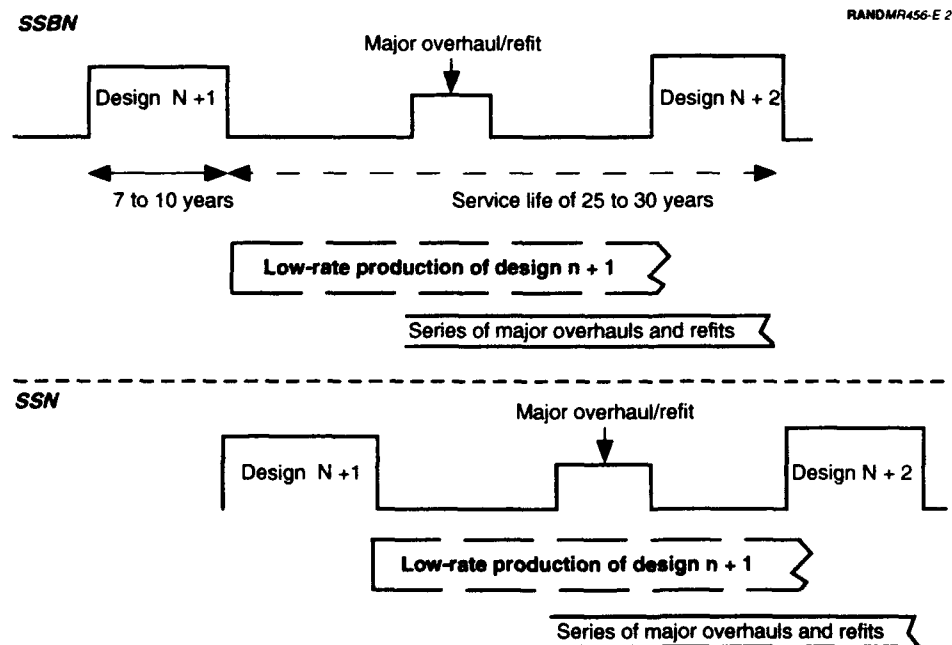 SSBN
RANDMR456-E 2
Major overhaul/refit
Design N +1
Design N + 2
7 to 10 years
Service life of 25 to 30 years
Low-rate production of design n + 1
Series of major overhauls and refits
SSN
Major overhaul/refit
Design N +1
Design N + 2
Low-rate production of design n + 1
Series of major overhauls and refits